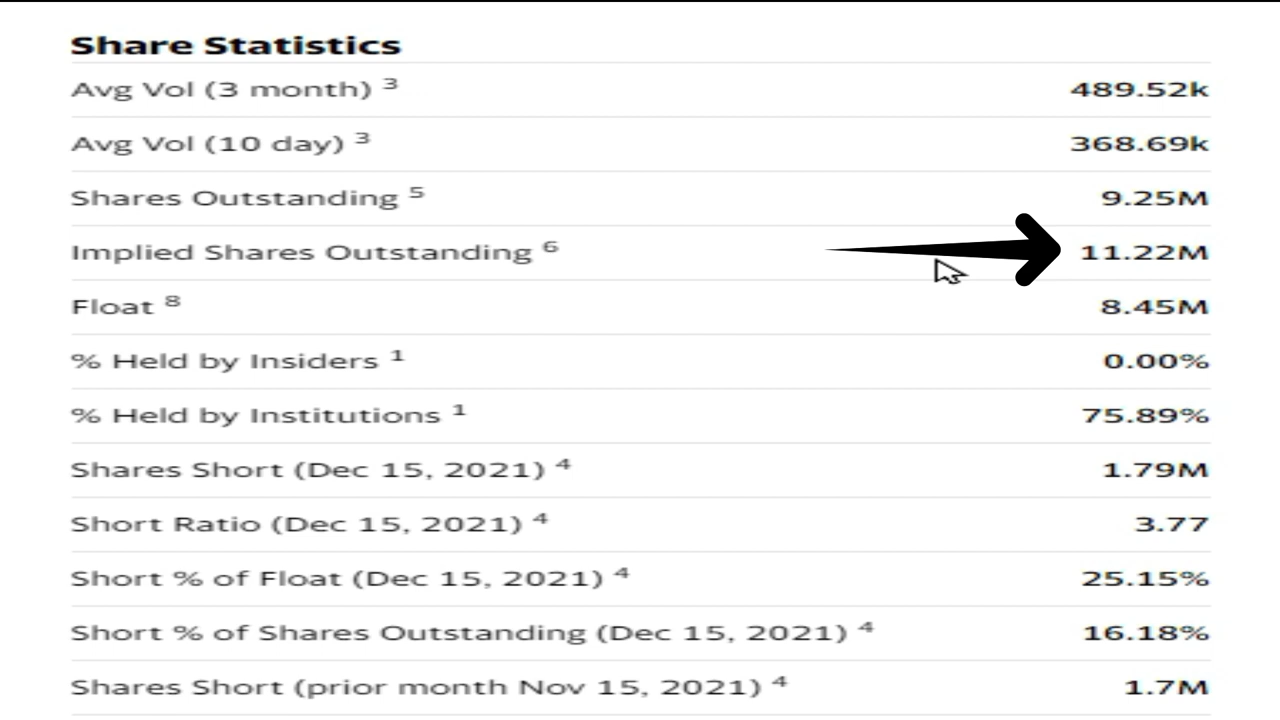 Share Statistics
Avg Vol (3 month) 3 489.52k
Avg Vol (10 day) 3 368.69k
Shares Outstanding 5 9.25M
Implied Shares Outstanding 6 11.22M
Float 8 8.45M
% Held by Insiders 1 0.00%
% Held by Institutions 1 75.89%
Shares Short (Dec 15, 2021) 4 1.79M
Short Ratio (Dec 15, 2021) 4 3.77
Short % of Float (Dec 15, 2021) 4 25.15%
Short % of Shares Outstanding (Dec 15, 2021) 4 16.18%
Shares Short (prior month Nov 15, 2021) 4 1.7M